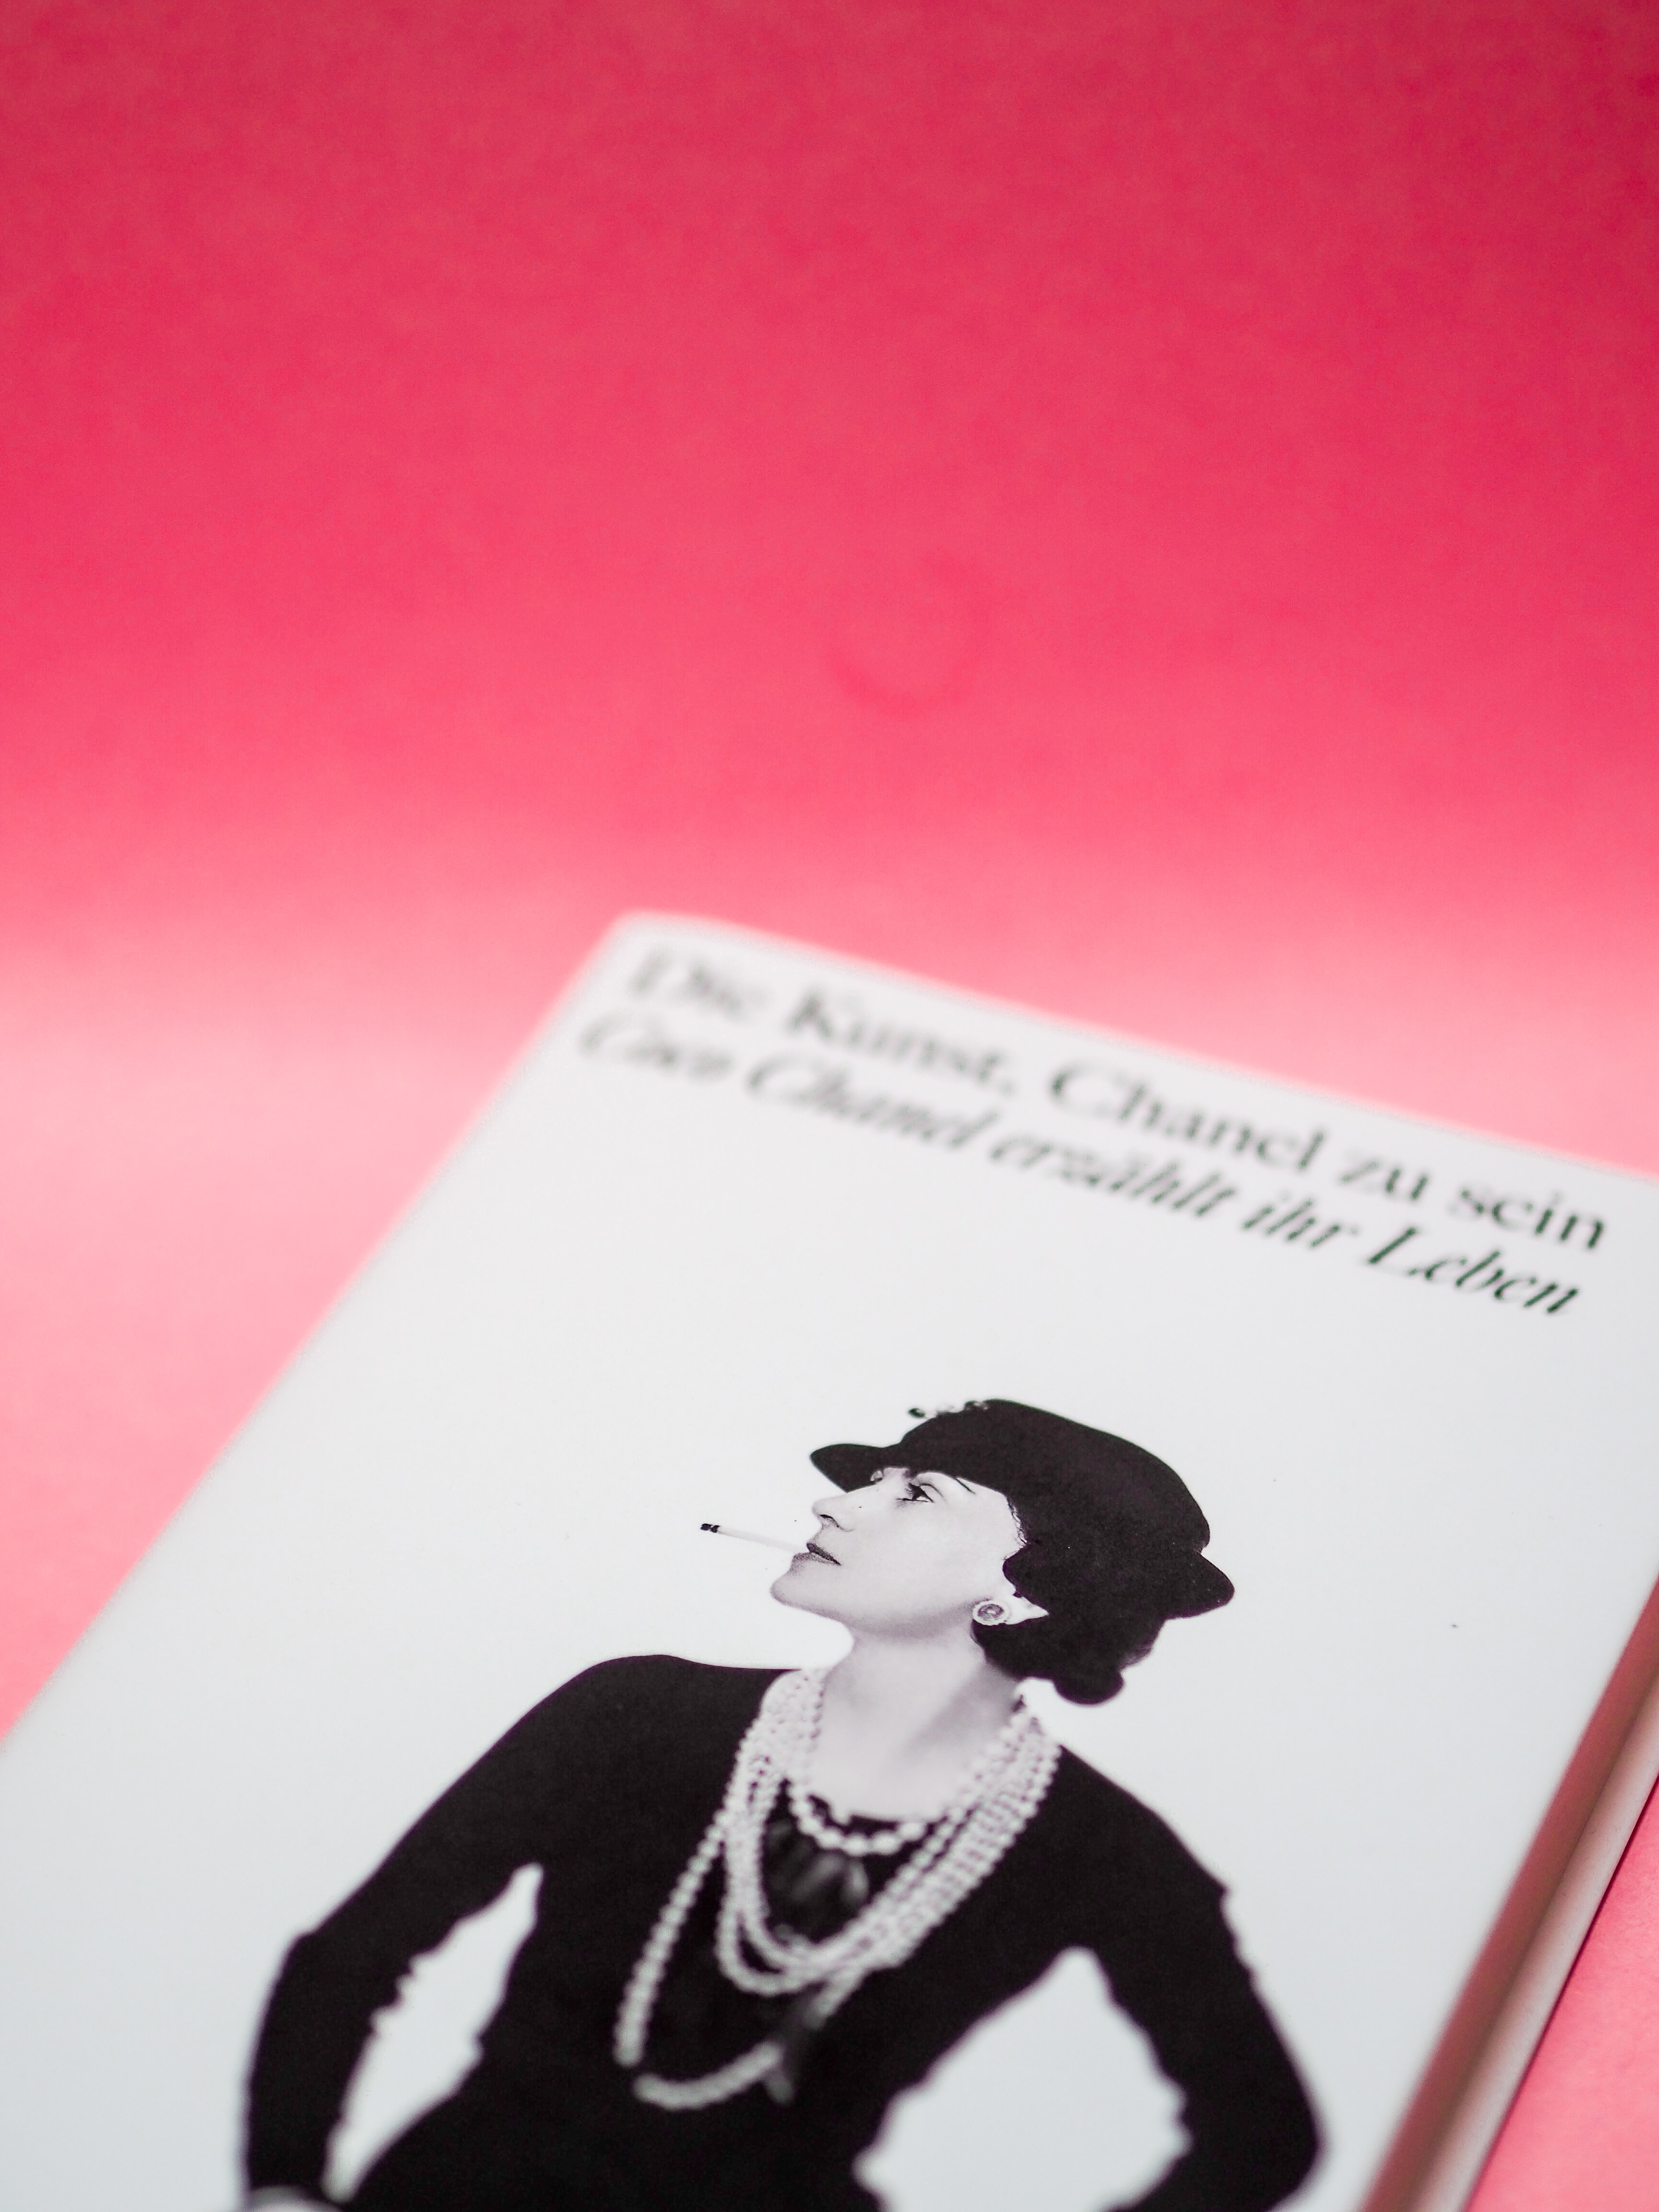 Die Kunst, Chanel zu sein
Coco Chanel erzählt ihr Leben